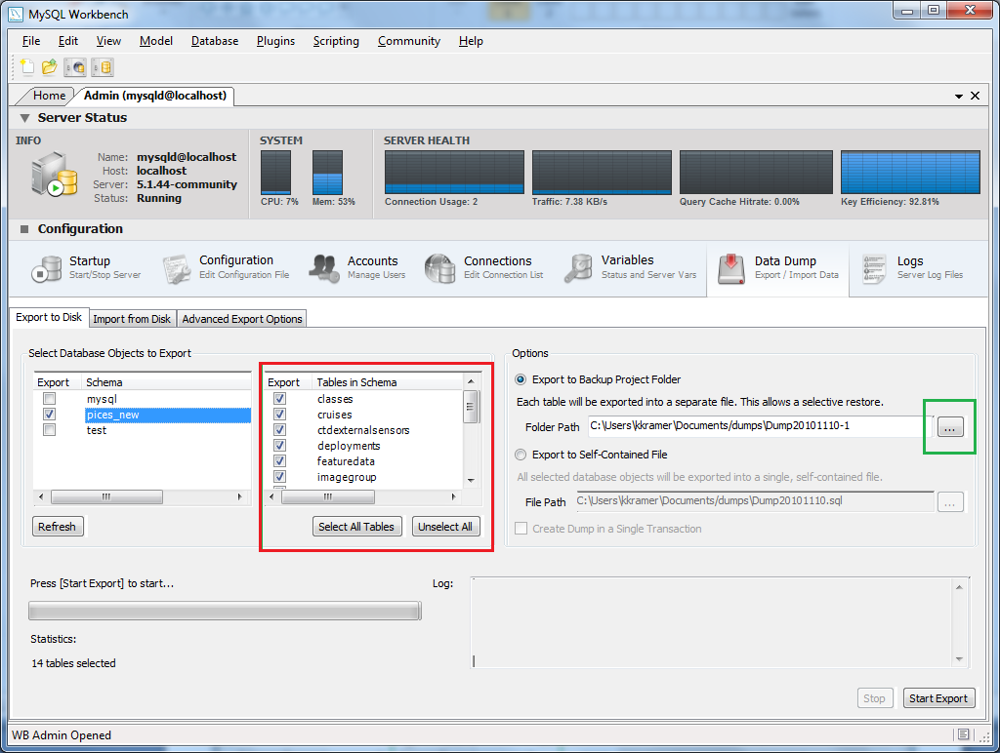 MySQL Workbench
File Edit View Model Database Plugins Scripting Community Help
Home Admin (mysqld@localhost)
Server Status
INFO
Name: mysqld@localhost
Host: localhost
Server: 5.1.44-community
Status: Running
SYSTEM
CPU: 7% Mem: 53%
SERVER HEALTH
Connection Usage: 2 Traffic: 7.38 KB/s Query Cache Hitrate: 0.00% Key Efficiency: 92.81%
Configuration
Startup
Start/Stop Server
Configuration
Edit Configuration File
Accounts
Manage Users
Connections
Edit Connection List
Variables
Status and Server Vars
Data Dump
Export / Import Data
Logs
Server Log Files
Export to Disk Import from Disk Advanced Export Options
Select Database Objects to Export
Export Schema
mysql
pices_new
test
Refresh
Export Tables in Schema
classes
cruises
ctdexternalsensors
deployments
featuredata
imagegroup
Select All Tables Unselect All
Options
Export to Backup Project Folder
Each table will be exported into a separate file. This allows a selective restore.
Folder Path C:\Users\kkramer\Documents/dumps\Dump20101110-1 ...
Export to Self-Contained File
All selected database objects will be exported into a single, self-contained file.
File Path C:\Users\kkramer\Documents/dumps\Dump20101110.sql ...
Create Dump in a Single Transaction
Press [Start Export] to start...
Log:
Statistics:
14 tables selected
Stop Start Export
WB Admin Opened